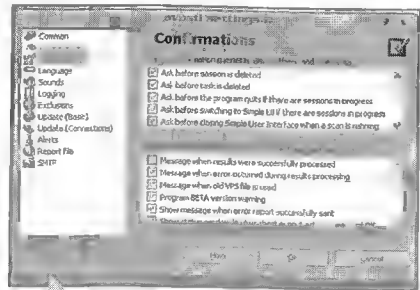 Common
Language
Sounds
Logging
Exclusions
Update (Basic)
Update (Connections)
Alerts
Report File
SMTP
Confirmations
Ask before session is deleted
Ask before task is deleted
Ask before the program quits if there are sessions in progress
Ask before switching to Simple UI if there are sessions in progress
Ask before closing Simple User Interface when a scan is running
Message when results were successfully processed
Message when error occurred during results processing
Message when old VPS file is used
Program BETA version warning
Show message when error report successfully sent
Help
Cancel